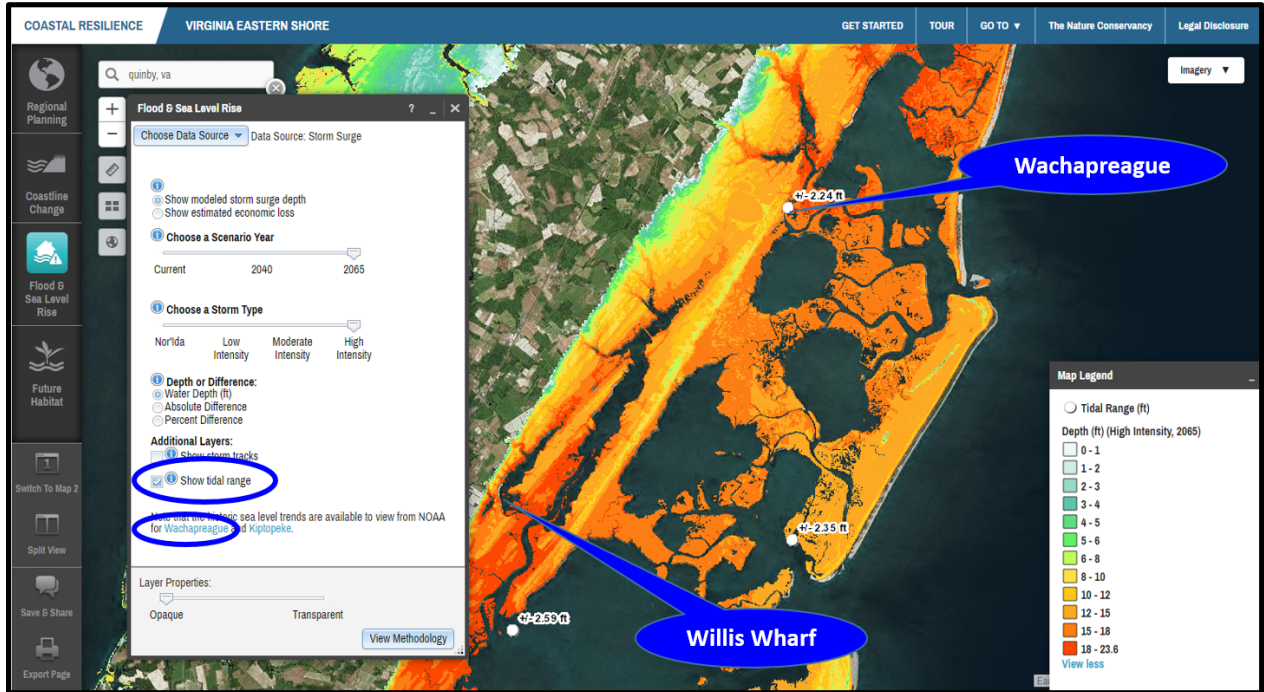 COASTAL RESILIENCE
VIRGINIA EASTERN SHORE
GET STARTED
TOUR
GO TO ▼
The Nature Conservancy
Legal Disclosure
Regional
Planning
Coastline
Change
Flood &
Sea Level
Rise
Future
Habitat
1
Switch To Map 2
Split View
Save & Share
Export Page
quinby, va
Imagery ▼
Flood & Sea Level Rise
?
Choose Data Source Data Source: Storm Surge
Show modeled storm surge depth
Show estimated economic loss
Choose a Scenario Year
Current 2040 2065
Choose a Storm Type
Nor'Ida Low Moderate High
Intensity Intensity Intensity
Depth or Difference:
Water Depth (ft)
Absolute Difference
Percent Difference
Additional Layers:
Show storm tracks
Show tidal range
Note that the historic sea level trends are available to view from NOAA
for Wachapreague and Kiptopeke.
Layer Properties:
Opaque Transparent
View Methodology
Wachapreague
+/- 2.24 ft
+/- 2.35 ft
+/- 2.59 ft
Willis Wharf
Map Legend
Tidal Range (ft)
Depth (ft) (High Intensity, 2065)
0 - 1
1 - 2
2 - 3
3 - 4
4 - 5
5 - 6
6 - 8
8 - 10
10 - 12
12 - 15
15 - 18
18 - 23.6
View less